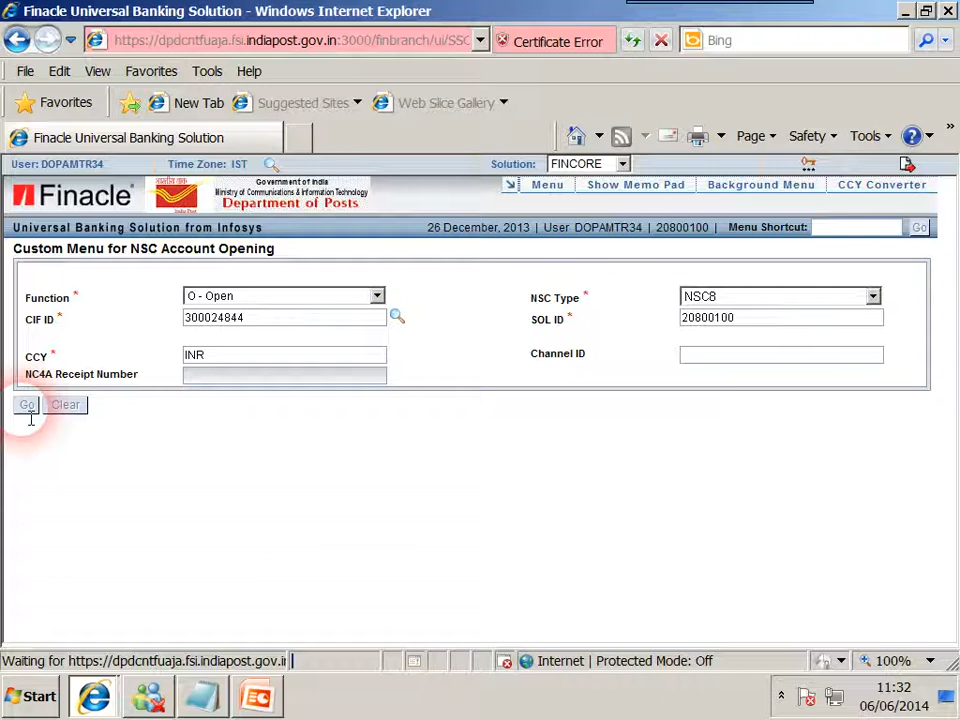 Finacle Universal Banking Solution - Windows Internet Explorer
https://dpdcntfuaja.fsi.indiapost.gov.in:3000/finbranch/ui/SSC
Certificate Error
Bing
File Edit View Favorites Tools Help
Favorites New Tab Suggested Sites Web Slice Gallery
Finacle Universal Banking Solution
Page Safety Tools
User: DOPAMTR34 Time Zone: IST Solution: FINCORE
Finacle
Government of India
Ministry of Communications & Information Technology
Department of Posts
Menu Show Memo Pad Background Menu CCY Converter
Universal Banking Solution from Infosys 26 December, 2013 | User DOPAMTR34 | 20800100 | Menu Shortcut: Go
Custom Menu for NSC Account Opening
Function * O - Open NSC Type * NSC8
CIF ID * 300024844 SOL ID * 20800100
CCY * INR Channel ID
NC4A Receipt Number
Go Clear
Waiting for https://dpdcntfuaja.fsi.indiapost.gov.in Internet | Protected Mode: Off 100%
Start 11:32
06/06/2014